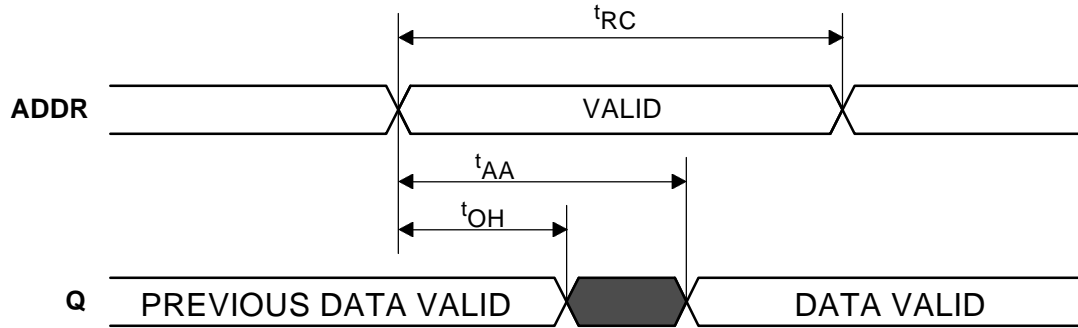 tRC
ADDR VALID
tAA
tOH
Q PREVIOUS DATA VALID DATA VALID